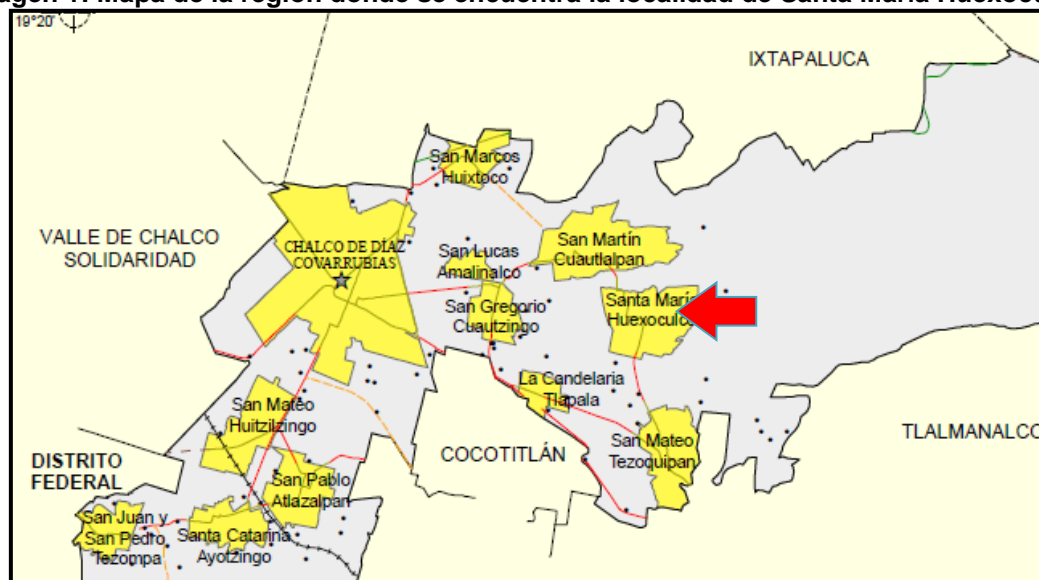 19°20'
IXTAPALUCA
San Marcos
Huixtoco
VALLE DE CHALCO
SOLIDARIDAD
CHALCO DE DÍAZ
COVARRUBIAS
San Lucas
Amalinalco
San Martín
Cuautlalpan
San Gregorio
Cuautzingo
Santa María
Huexoculco
La Candelaria
Tlapala
San Mateo
Huitzilzingo
COCOTITLÁN
San Mateo
Tezoquipan
TLALMANALCO
DISTRITO
FEDERAL
San Pablo
Atlazalpan
San Juan y
San Pedro
Tezompa
Santa Catarina
Ayotzingo